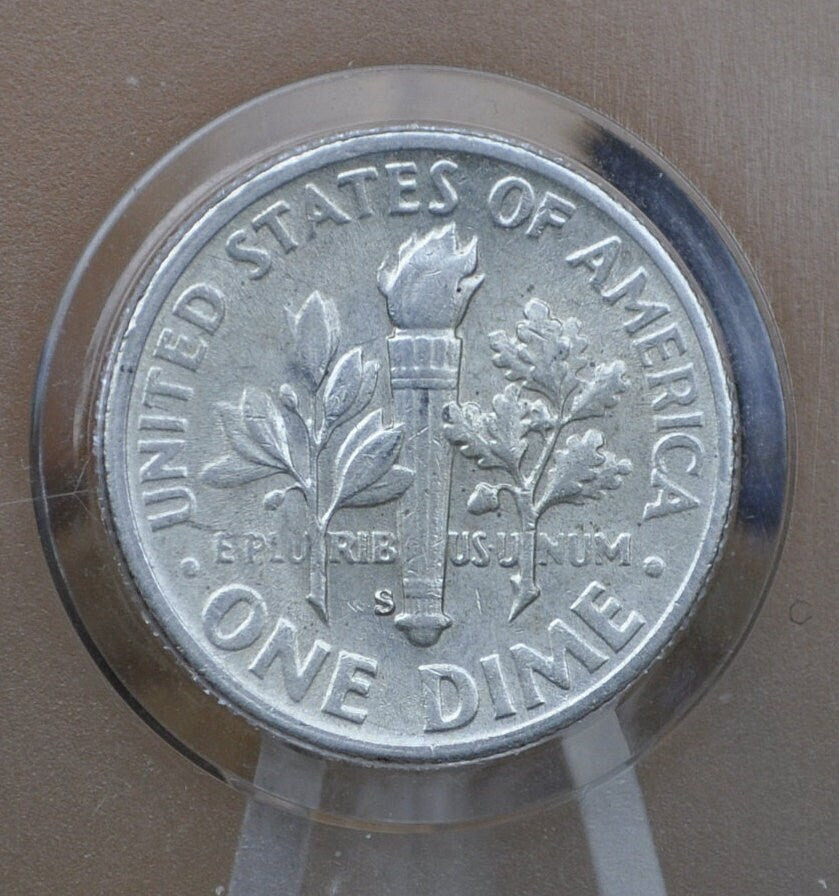 UNITED STATES OF AMERICA
E PLURIBUS UNUM
S
· ONE DIME ·